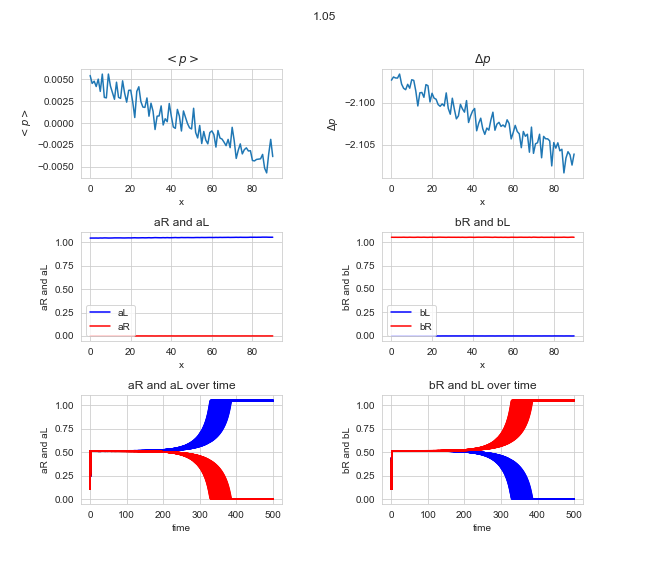 1.05
< p >
Δp
0.0050
0.0025
0.0000
−0.0025
−0.0050
< p >
0 20 40 60 80
x
−2.100
−2.105
Δp
0 20 40 60 80
x
aR and aL
bR and bL
1.00
0.75
0.50
0.25
0.00
aR and aL
aL
aR
0 20 40 60 80
x
1.00
0.75
0.50
0.25
0.00
bR and bL
bL
bR
0 20 40 60 80
x
aR and aL over time
bR and bL over time
1.00
0.75
0.50
0.25
0.00
aR and aL
0 100 200 300 400 500
time
1.00
0.75
0.50
0.25
0.00
bR and bL
0 100 200 300 400 500
time